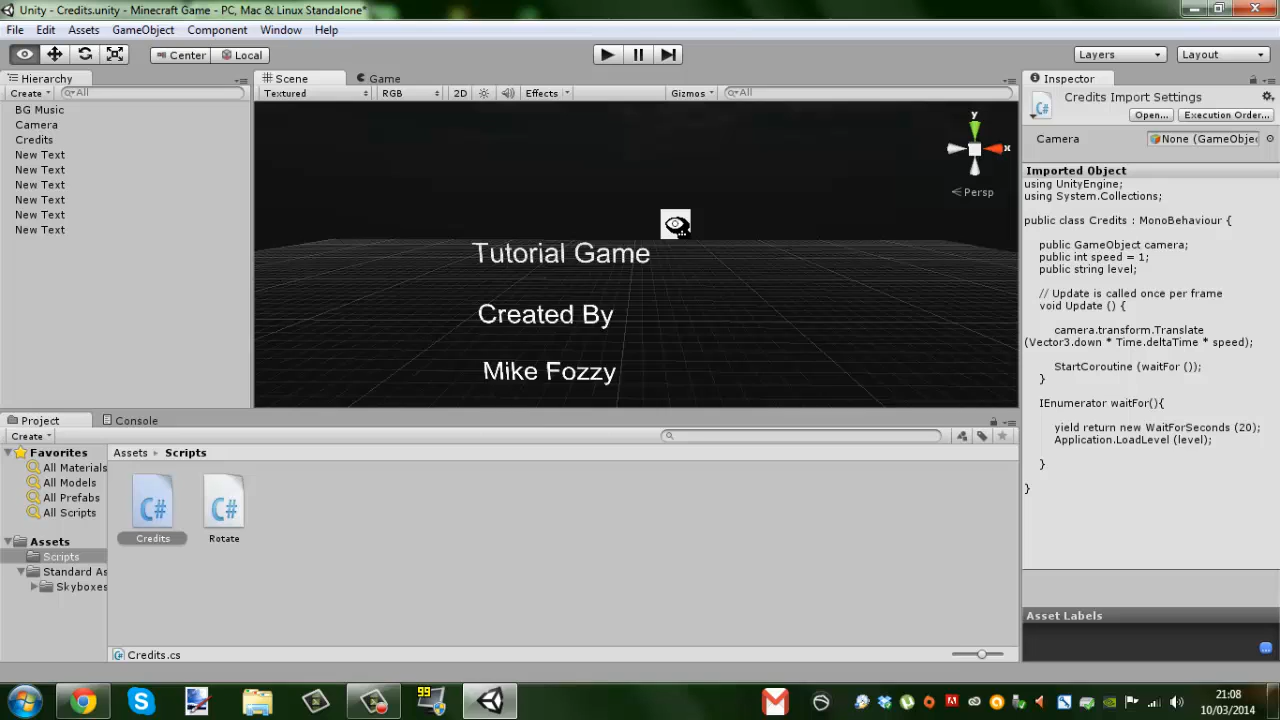 Unity - Credits.unity - Minecraft Game - PC, Mac & Linux Standalone*
File Edit Assets GameObject Component Window Help
Center Local Layers Layout
Hierarchy
Create All
BG Music
Camera
Credits
New Text
New Text
New Text
New Text
New Text
New Text
Scene Game
Textured RGB 2D Effects Gizmos All
y
x
Persp
Tutorial Game
Created By
Mike Fozzy
Inspector
Credits Import Settings
C#
Open... Execution Order...
Camera None (GameObjec
Imported Object
using UnityEngine;
using System.Collections;
public class Credits : MonoBehaviour {
public GameObject camera;
public int speed = 1;
public string level;
// Update is called once per frame
void Update () {
camera.transform.Translate
(Vector3.down * Time.deltaTime * speed);
StartCoroutine (waitFor ());
}
IEnumerator waitFor(){
yield return new WaitForSeconds (20);
Application.LoadLevel (level);
}
}
Asset Labels
Project Console
Create
Favorites
All Materials
All Models
All Prefabs
All Scripts
Assets
Scripts
Standard As
Skyboxes
Assets Scripts
C# C#
Credits Rotate
Credits.cs
99
21:08
10/03/2014